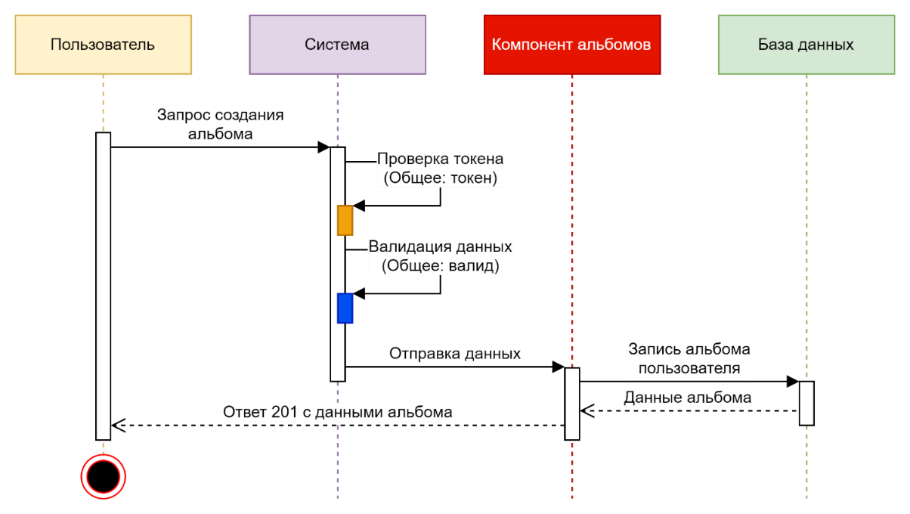 Пользователь
Система
Компонент альбомов
База данных
Запрос создания
альбома
Проверка токена
(Общее: токен)
Валидация данных
(Общее: валид)
Отправка данных
Запись альбома
пользователя
Данные альбома
Ответ 201 с данными альбома